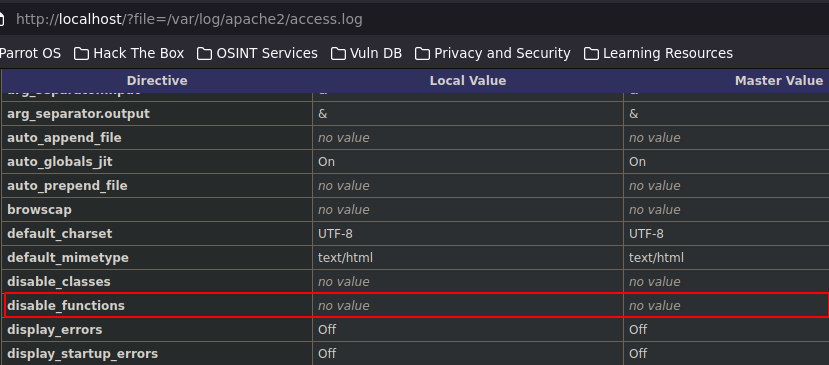 http://localhost/?file=/var/log/apache2/access.log
Parrot OS Hack The Box OSINT Services Vuln DB Privacy and Security Learning Resources
Directive Local Value Master Value
arg_separator.input & &
arg_separator.output & &
auto_append_file no value no value
auto_globals_jit On On
auto_prepend_file no value no value
browscap no value no value
default_charset UTF-8 UTF-8
default_mimetype text/html text/html
disable_classes no value no value
disable_functions no value no value
display_errors Off Off
display_startup_errors Off Off